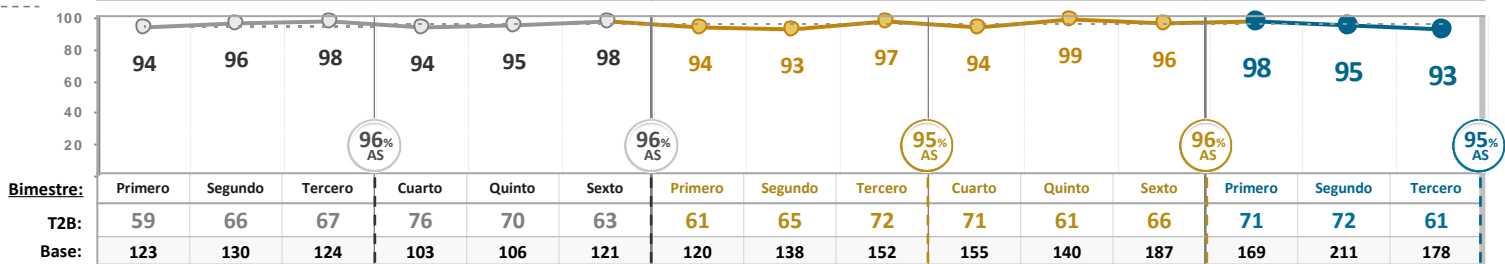 100
80
60
40
20
94 96 98 94 95 98 94 93 97 94 99 96 98 95 93
96% AS 96% AS 95% AS 96% AS 95% AS
Bimestre: Primero Segundo Tercero Cuarto Quinto Sexto Primero Segundo Tercero Cuarto Quinto Sexto Primero Segundo Tercero
T2B: 59 66 67 76 70 63 61 65 72 71 61 66 71 72 61
Base: 123 130 124 103 106 121 120 138 152 155 140 187 169 211 178